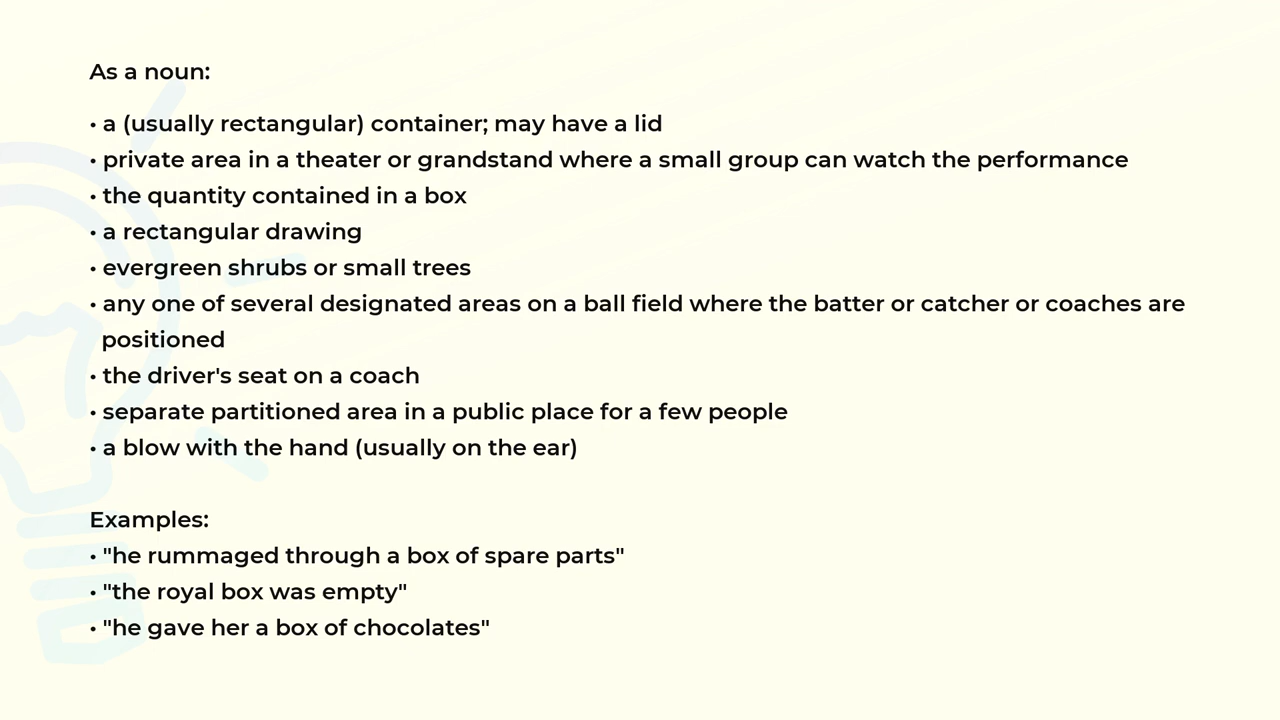 As a noun:
• a (usually rectangular) container; may have a lid
• private area in a theater or grandstand where a small group can watch the performance
• the quantity contained in a box
• a rectangular drawing
• evergreen shrubs or small trees
• any one of several designated areas on a ball field where the batter or catcher or coaches are
positioned
• the driver's seat on a coach
• separate partitioned area in a public place for a few people
• a blow with the hand (usually on the ear)
Examples:
• "he rummaged through a box of spare parts"
• "the royal box was empty"
• "he gave her a box of chocolates"